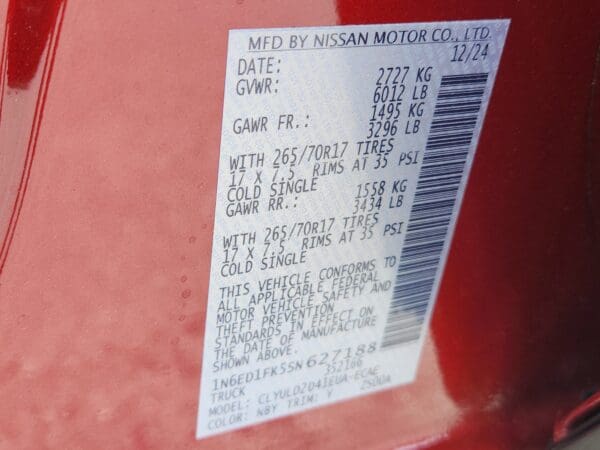 MFD BY NISSAN MOTOR CO., LTD.
DATE: 12/24
GVWR: 2727 KG
6012 LB
GAWR FR.: 1495 KG
3296 LB
WITH 265/70R17 TIRES
17 X 7.5 RIMS AT 35 PSI
COLD SINGLE
GAWR RR.: 1558 KG
3434 LB
WITH 265/70R17 TIRES
17 X 7.5 RIMS AT 35 PSI
COLD SINGLE
THIS VEHICLE CONFORMS TO
ALL APPLICABLE FEDERAL
MOTOR VEHICLE SAFETY AND
THEFT PREVENTION
STANDARDS IN EFFECT ON
THE DATE OF MANUFACTURE
SHOWN ABOVE.
1N6ED1FK5SN627188
TRUCK 352166
MODEL: CLYULD2D41EUA-ECAE
COLOR: NBY TRIM: Y 2500A